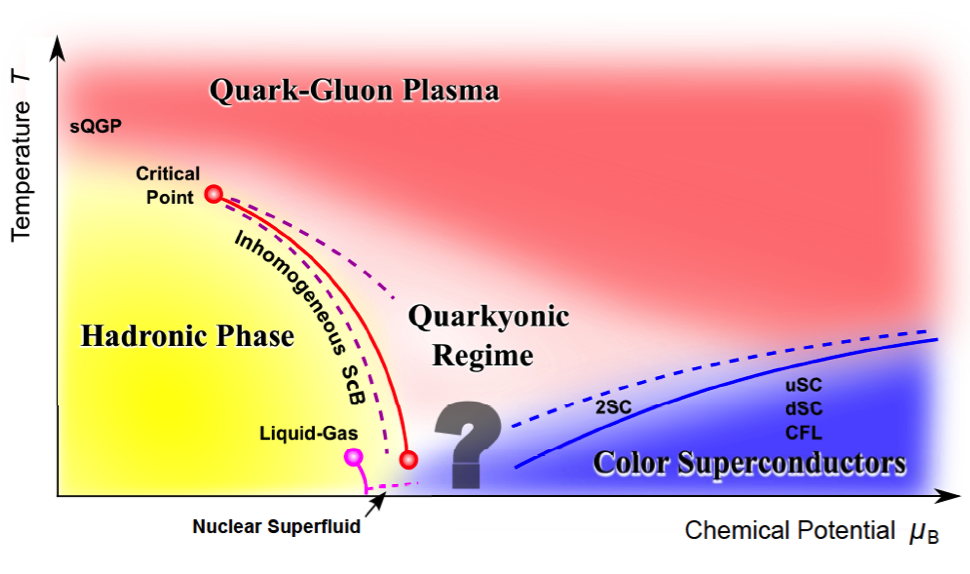 Temperature T
Quark-Gluon Plasma
sQGP
Critical
Point
Inhomogeneous ScB
Hadronic Phase
Quarkyonic
Regime
Liquid-Gas
?
2SC
uSC
dSC
CFL
Color Superconductors
Nuclear Superfluid
Chemical Potential μB